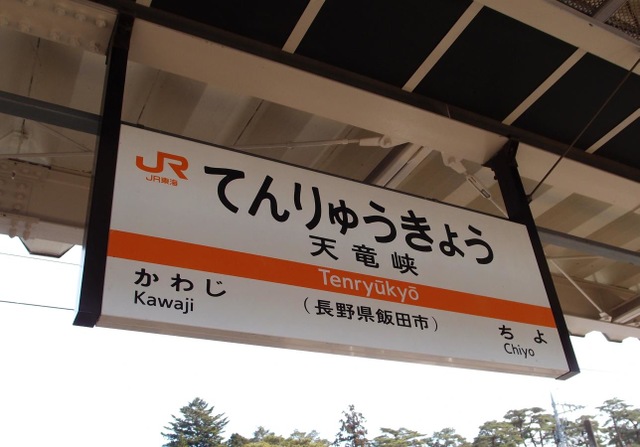 JR
JR東海
てんりゅうきょう
天竜峡
Tenryūkyō
かわじ
Kawaji
（長野県飯田市）
ちよ
Chiyo